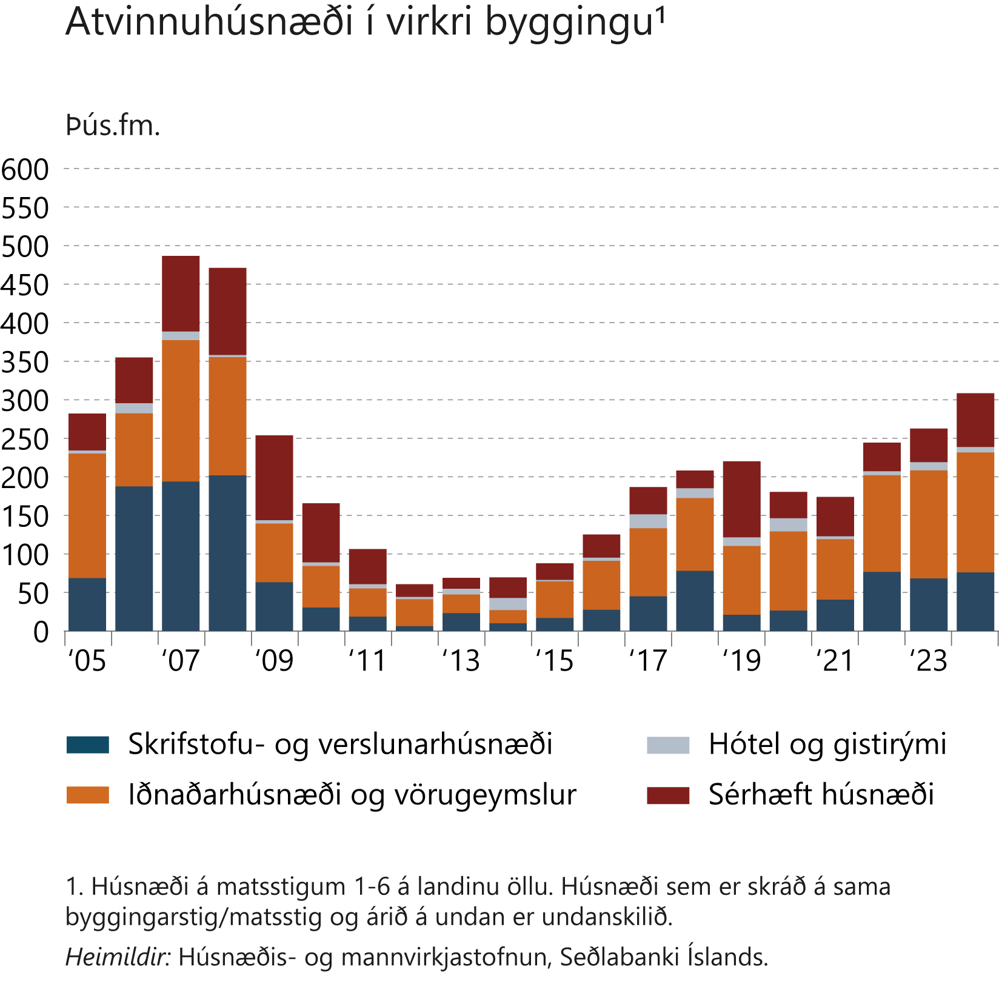 Atvinnuhúsnæði í virkri byggingu¹
Þús.fm.
600
550
500
450
400
350
300
250
200
150
100
50
0
‘05 ‘07 ‘09 ‘11 ‘13 ‘15 ‘17 ‘19 ‘21 ‘23
Skrifstofu- og verslunarhúsnæði
Hótel og gistirými
Iðnaðarhúsnæði og vörugeymslur
Sérhæft húsnæði
1. Húsnæði á matsstigum 1-6 á landinu öllu. Húsnæði sem er skráð á sama
byggingarstig/matsstig og árið á undan er undanskilið.
Heimildir: Húsnæðis- og mannvirkjastofnun, Seðlabanki Íslands.